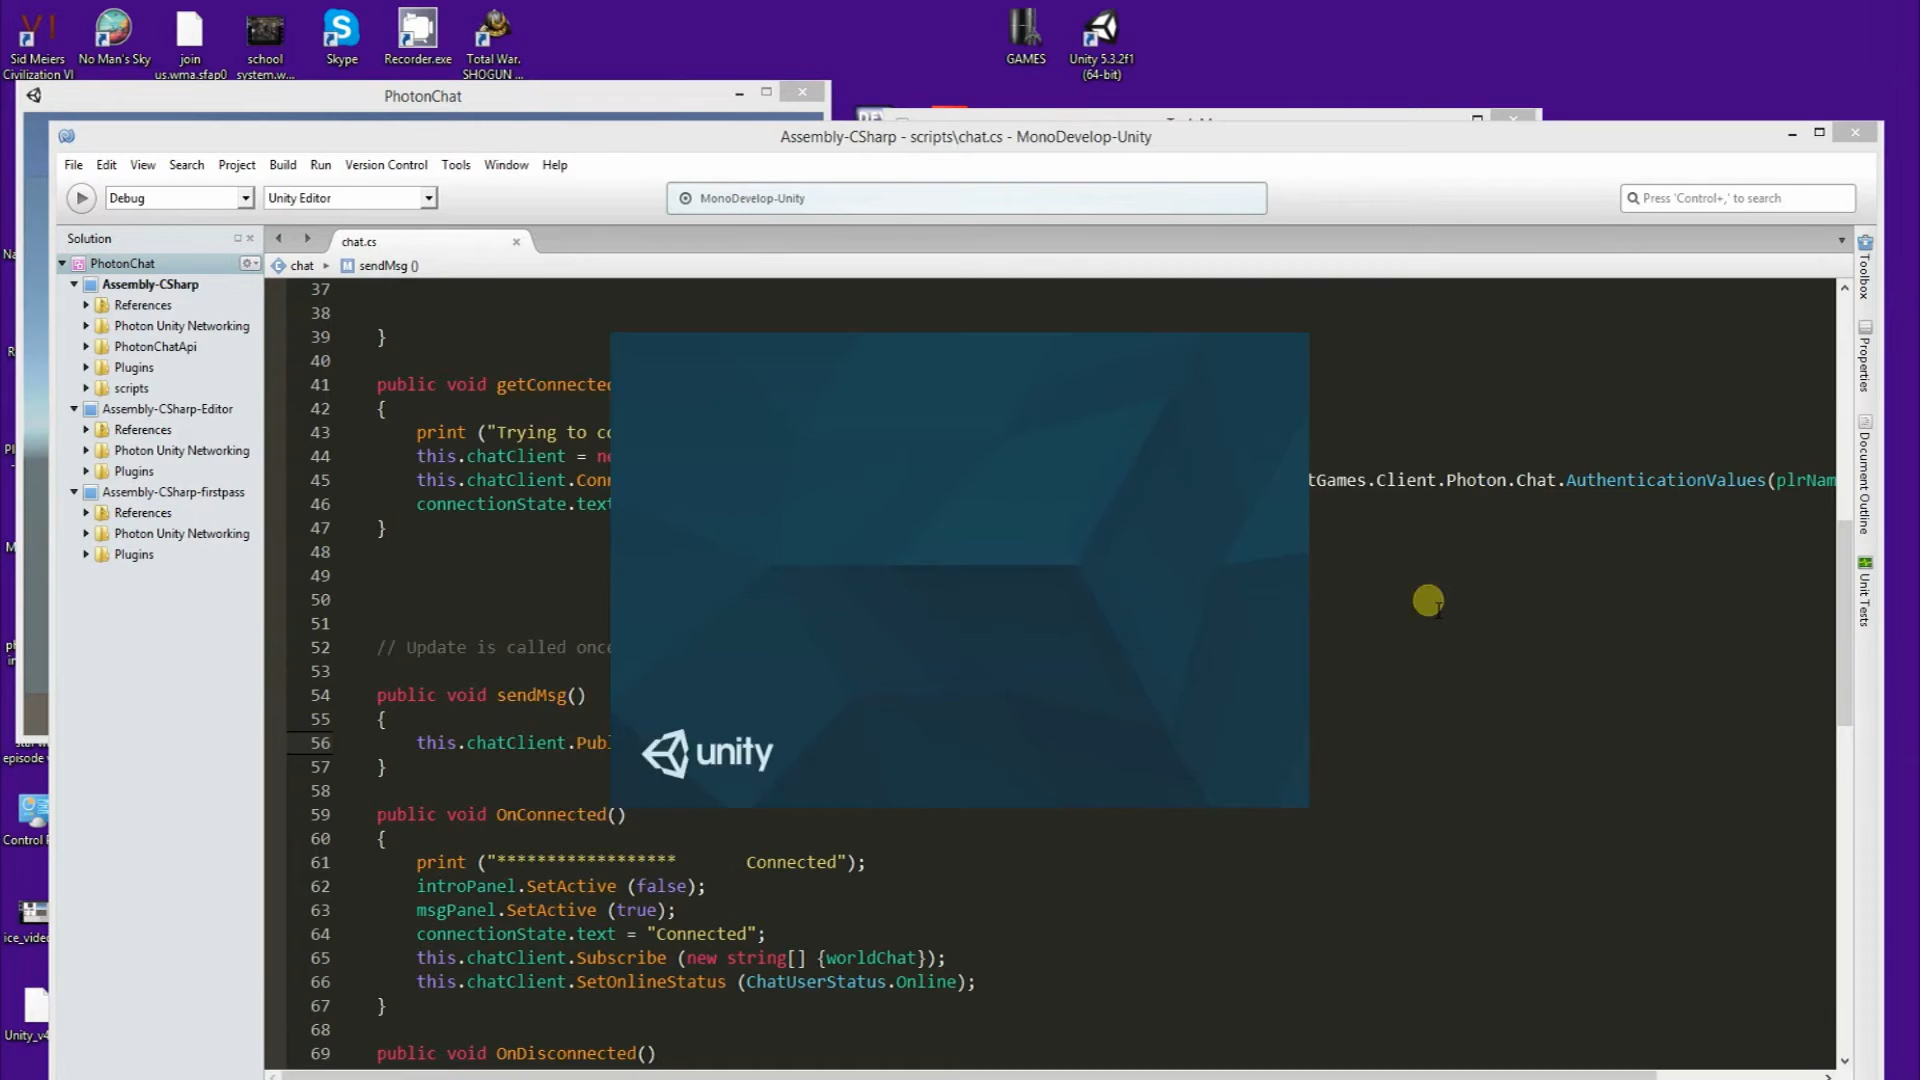 Sid Meiers
Civilization VI
No Man's Sky
join
us.wma.sfap0
school
system.w...
Skype
Recorder.exe
Total War.
SHOGUN ...
GAMES
Unity 5.3.2f1
(64-bit)
PhotonChat
Assembly-CSharp - scripts\chat.cs - MonoDevelop-Unity
File Edit View Search Project Build Run Version Control Tools Window Help
Debug
Unity Editor
MonoDevelop-Unity
Press 'Control+,' to search
Solution
chat.cs
PhotonChat
chat
sendMsg ()
Assembly-CSharp
References
Photon Unity Networking
PhotonChatApi
Plugins
scripts
Assembly-CSharp-Editor
References
Photon Unity Networking
Plugins
Assembly-CSharp-firstpass
References
Photon Unity Networking
Plugins
37
38
39 }
40
41 public void getConnected
42 {
43 print ("Trying to co
44 this.chatClient = ne
45 this.chatClient.Conn tGames.Client.Photon.Chat.AuthenticationValues(plrNam
46 connectionState.text
47 }
48
49
50
51
52 // Update is called once
53
54 public void sendMsg()
55 {
56 this.chatClient.Publ
57 }
58
59 public void OnConnected()
60 {
61 print ("****************** Connected");
62 introPanel.SetActive (false);
63 msgPanel.SetActive (true);
64 connectionState.text = "Connected";
65 this.chatClient.Subscribe (new string[] {worldChat});
66 this.chatClient.SetOnlineStatus (ChatUserStatus.Online);
67 }
68
69 public void OnDisconnected()
unity
Toolbox
Properties
Document Outline
Unit Tests
episode
Control
ice_video
Unity_v4